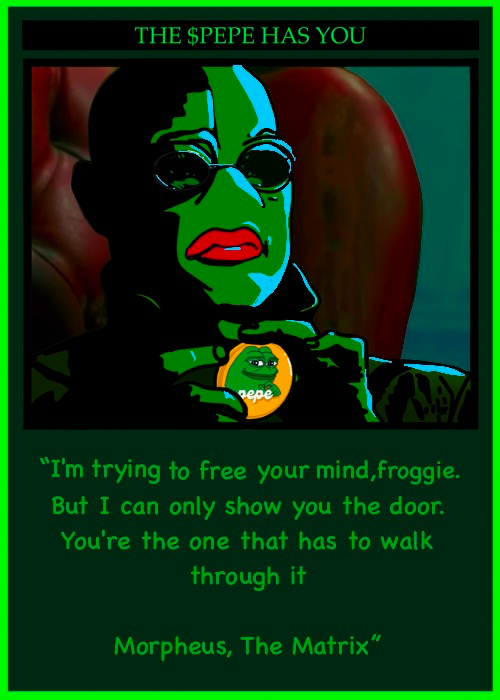 THE $PEPE HAS YOU
pepe
“I'm trying to free your mind,froggie.
But I can only show you the door.
You're the one that has to walk
through it
Morpheus, The Matrix”